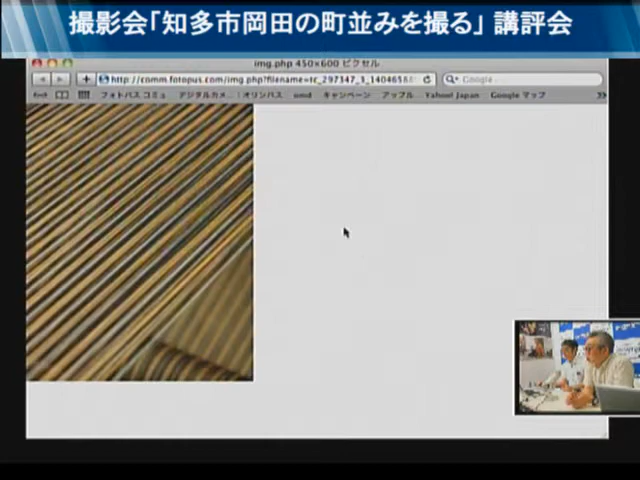 撮影会「知多市岡田の町並みを撮る」 講評会
img.php 450×600 ピクセル
http://comm.fotopus.com/img.php?filename=tc_297347_3_140465
Google
フォトパス コミュ デジタルカメ...:オリンパス omd キャンペーン アップル Yahoo! Japan Google マップ